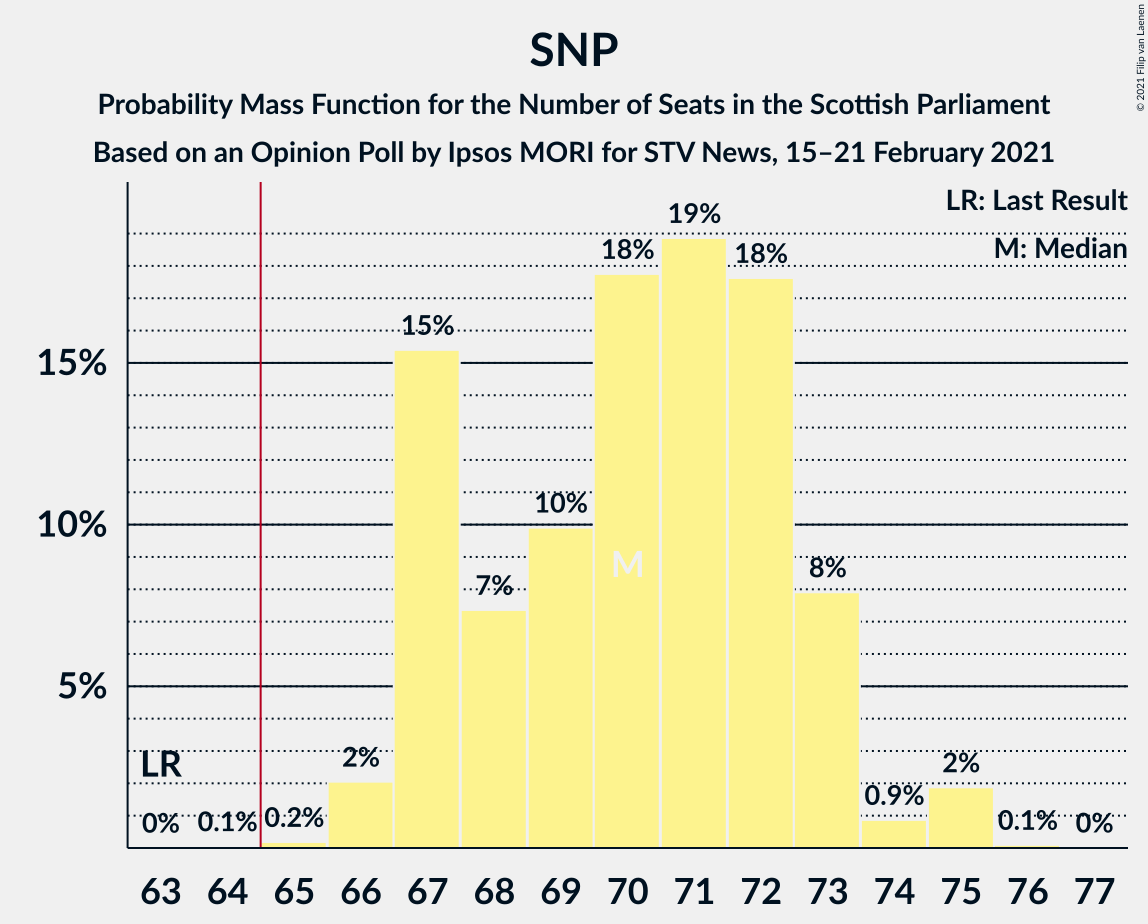 SNP
Probability Mass Function for the Number of Seats in the Scottish Parliament
Based on an Opinion Poll by Ipsos MORI for STV News, 15–21 February 2021
© 2021 Filip van Laenen
LR: Last Result
M: Median
15%
10%
5%
LR
0%
0.1%
0.2%
2%
15%
7%
10%
18%
M
19%
18%
8%
0.9%
2%
0.1%
0%
63 64 65 66 67 68 69 70 71 72 73 74 75 76 77